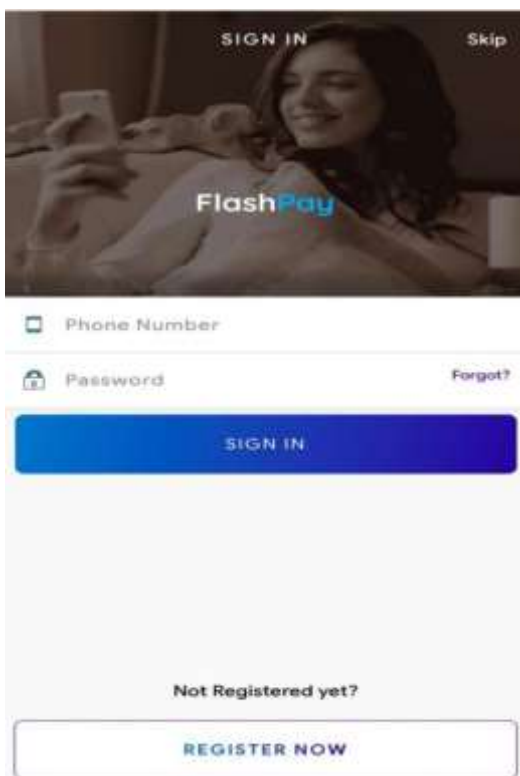 SIGN IN Skip
FlashPay
Phone Number
Password Forgot?
SIGN IN
Not Registered yet?
REGISTER NOW